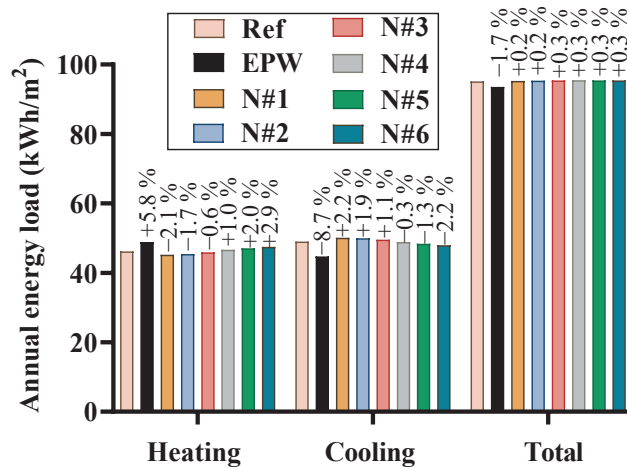 Ref
EPW
N#1
N#2
N#3
N#4
N#5
N#6
Annual energy load (kWh/m²)
100
80
60
40
20
0
+5.8 %
−2.1 %
−1.7 %
−0.6 %
+1.0 %
+2.0 %
+2.9 %
−8.7 %
+2.2 %
+1.9 %
+1.1 %
−0.3 %
−1.3 %
−2.2 %
−1.7 %
+0.2 %
+0.2 %
+0.3 %
+0.3 %
+0.3 %
+0.3 %
Heating
Cooling
Total